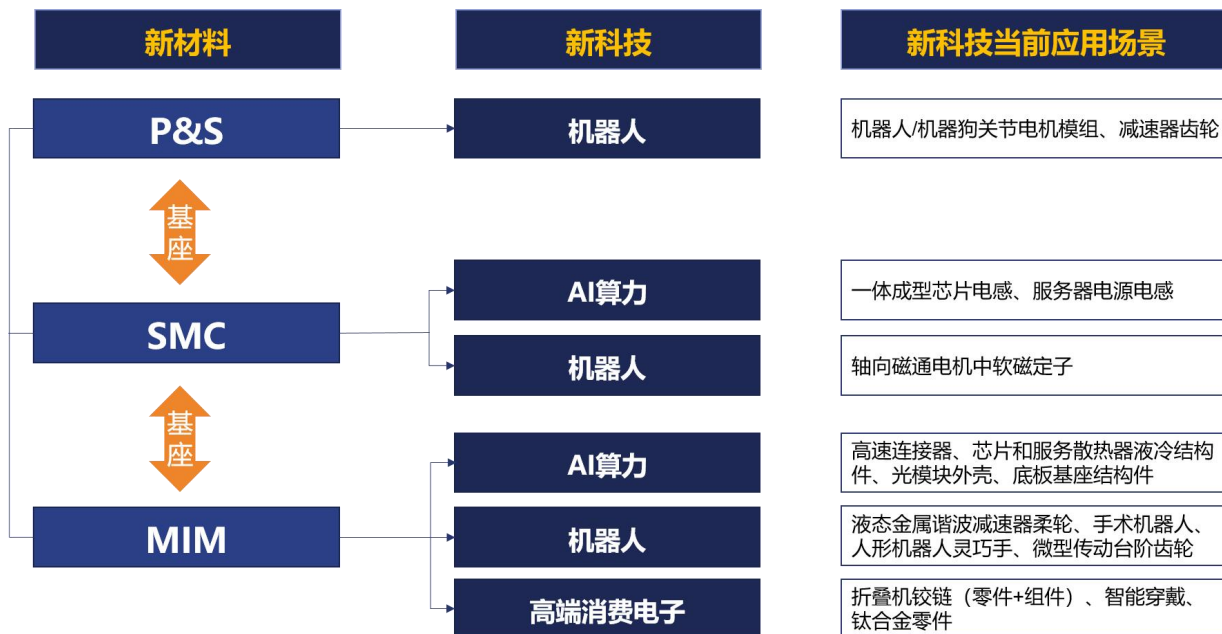 新材料
新科技
新科技当前应用场景
P&S
机器人
机器人/机器狗关节电机模组、减速器齿轮
基
座
SMC
AI算力
一体成型芯片电感、服务器电源电感
机器人
轴向磁通电机中软磁定子
基
座
MIM
AI算力
高速连接器、芯片和服务散热器液冷结构
件、光模块外壳、底板基座结构件
机器人
液态金属谐波减速器柔轮、手术机器人、
人形机器人灵巧手、微型传动台阶齿轮
高端消费电子
折叠机铰链（零件+组件）、智能穿戴、
钛合金零件